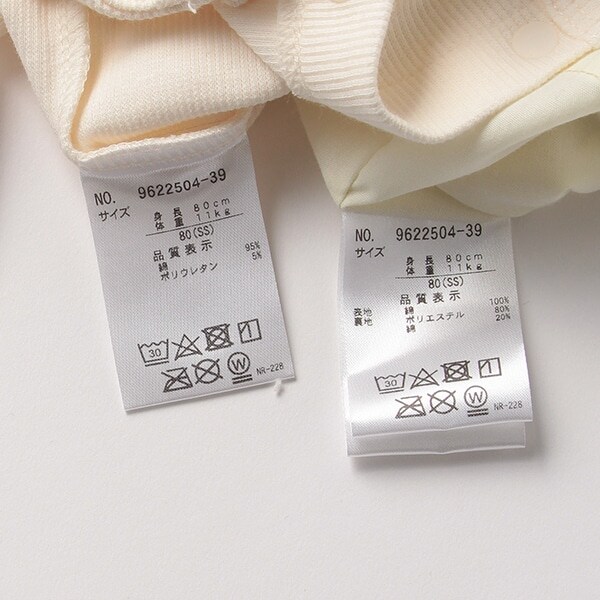 NO. 9622504-39
サイズ
身長 80cm
体重 11kg
80(SS)
品質表示
綿 95%
ポリウレタン 5%
30
W
NR-228
NO. 9622504-39
サイズ
身長 80cm
体重 11kg
80(SS)
品質表示
表地 綿 100%
裏地 ポリエステル 80%
綿 20%
30
W
NR-228